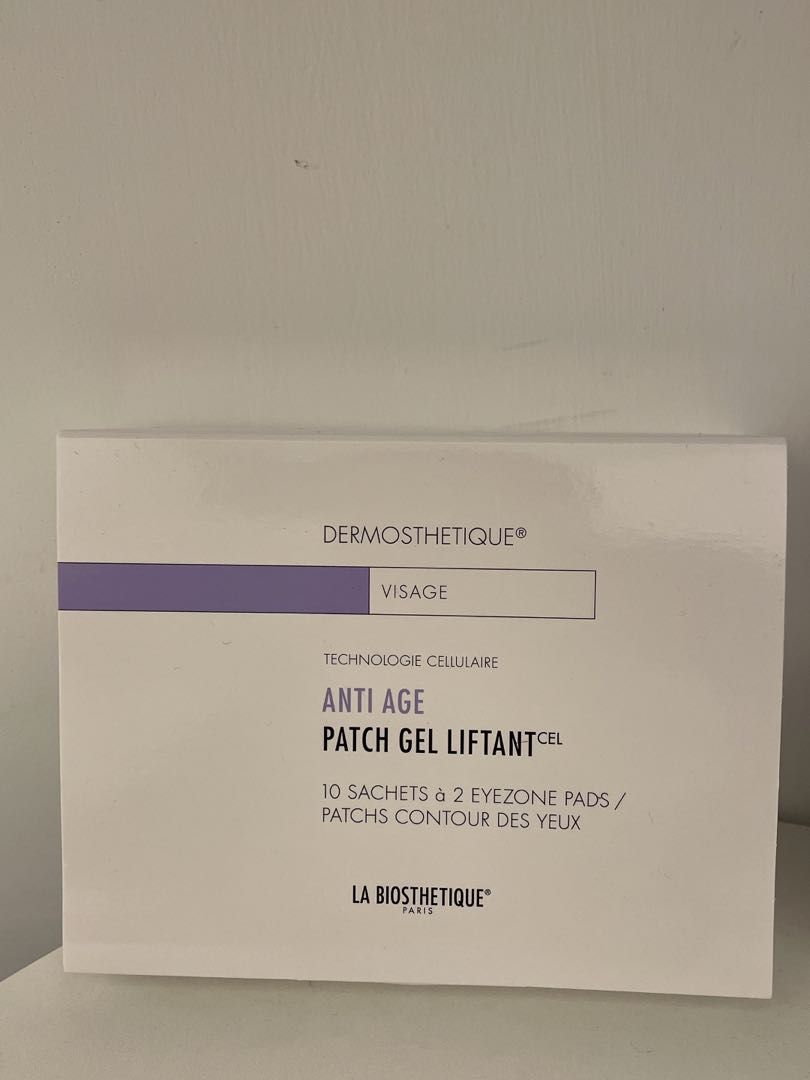 DERMOSTHETIQUE®
VISAGE
TECHNOLOGIE CELLULAIRE
ANTI AGE
PATCH GEL LIFTANTCEL
10 SACHETS à 2 EYEZONE PADS /
PATCHS CONTOUR DES YEUX
LA BIOSTHETIQUE®
PARIS